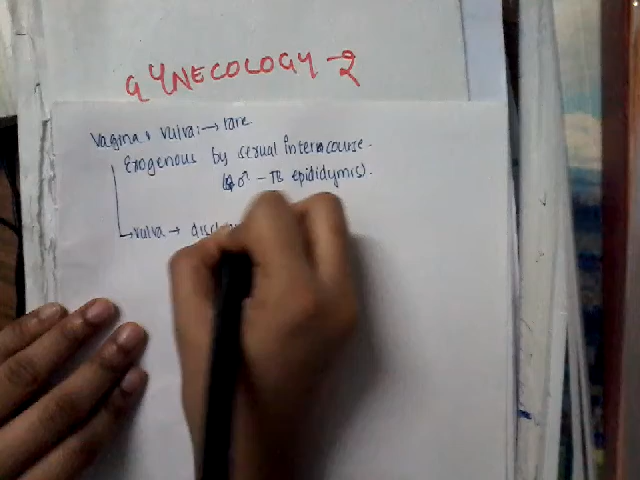 GYNECOLOGY - 2
Vagina & Vulva: → rare
Exogenous by sexual Intercourse.
♂ - TB epididymis).
→ vulva →